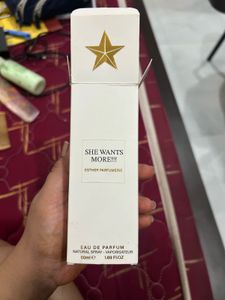 SHE WANTS
MORE!!!!
ESTHER PARFUMERIE
EAU DE PARFUM
NATURAL SPRAY - VAPORISATEUR
50ml ℮ 1.69 FL.OZ